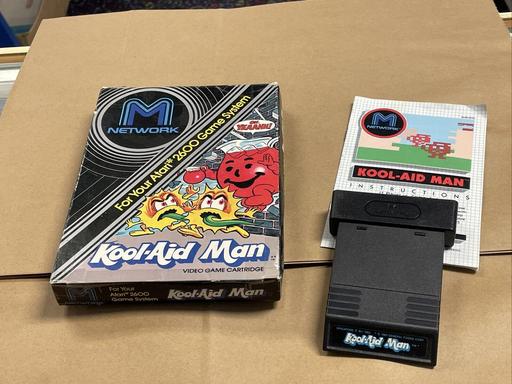 M
NETWORK
For Your Atari® 2600 Game System
OH YEAHH!
Kool-Aid Man
VIDEO GAME CARTRIDGE
M
For Your
Atari® 2600
Game System
Kool-Aid Man
M
NETWORK
KOOL-AID MAN
INSTRUCTIONS
Kool-Aid Man